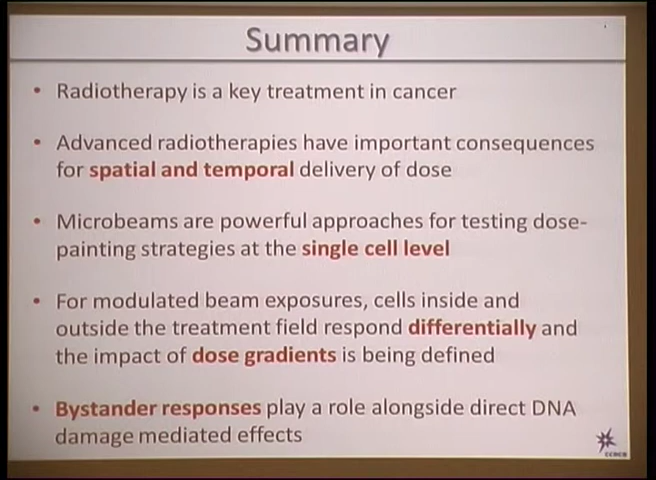 Summary
• Radiotherapy is a key treatment in cancer
• Advanced radiotherapies have important consequences
for spatial and temporal delivery of dose
• Microbeams are powerful approaches for testing dose-
painting strategies at the single cell level
• For modulated beam exposures, cells inside and
outside the treatment field respond differentially and
the impact of dose gradients is being defined
• Bystander responses play a role alongside direct DNA
damage mediated effects